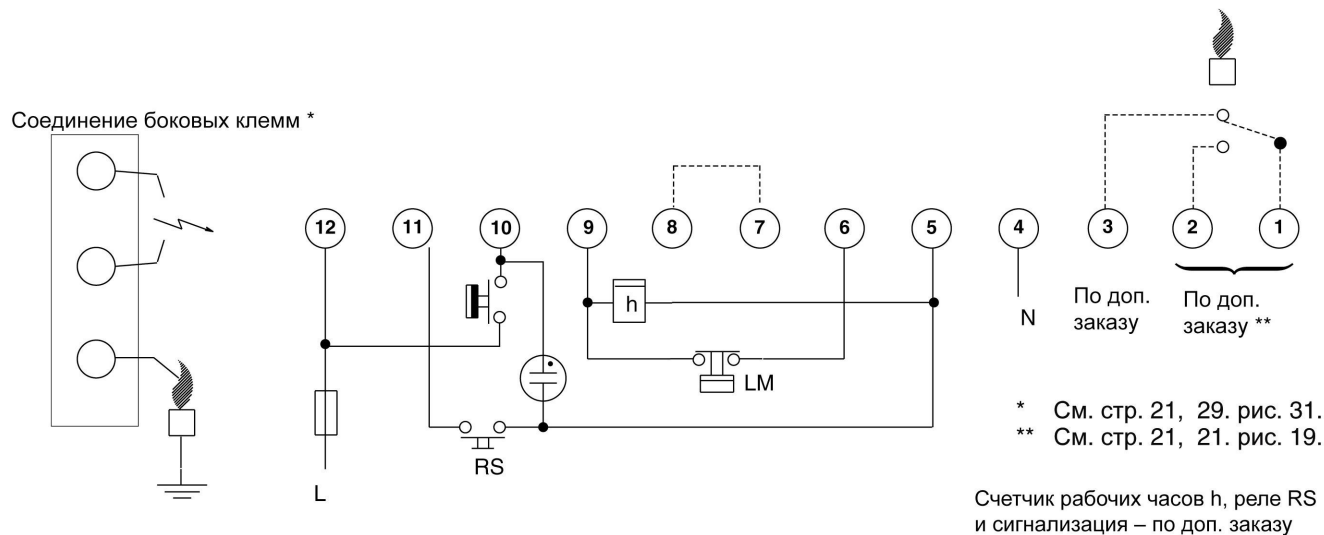 Соединение боковых клемм *
12
11
10
9
8
7
6
5
4
3
2
1
h
LM
RS
L
N
По доп.
заказу
По доп.
заказу **
* См. стр. 21, 29. рис. 31.
** См. стр. 21, 21. рис. 19.
Счетчик рабочих часов h, реле RS
и сигнализация – по доп. заказу